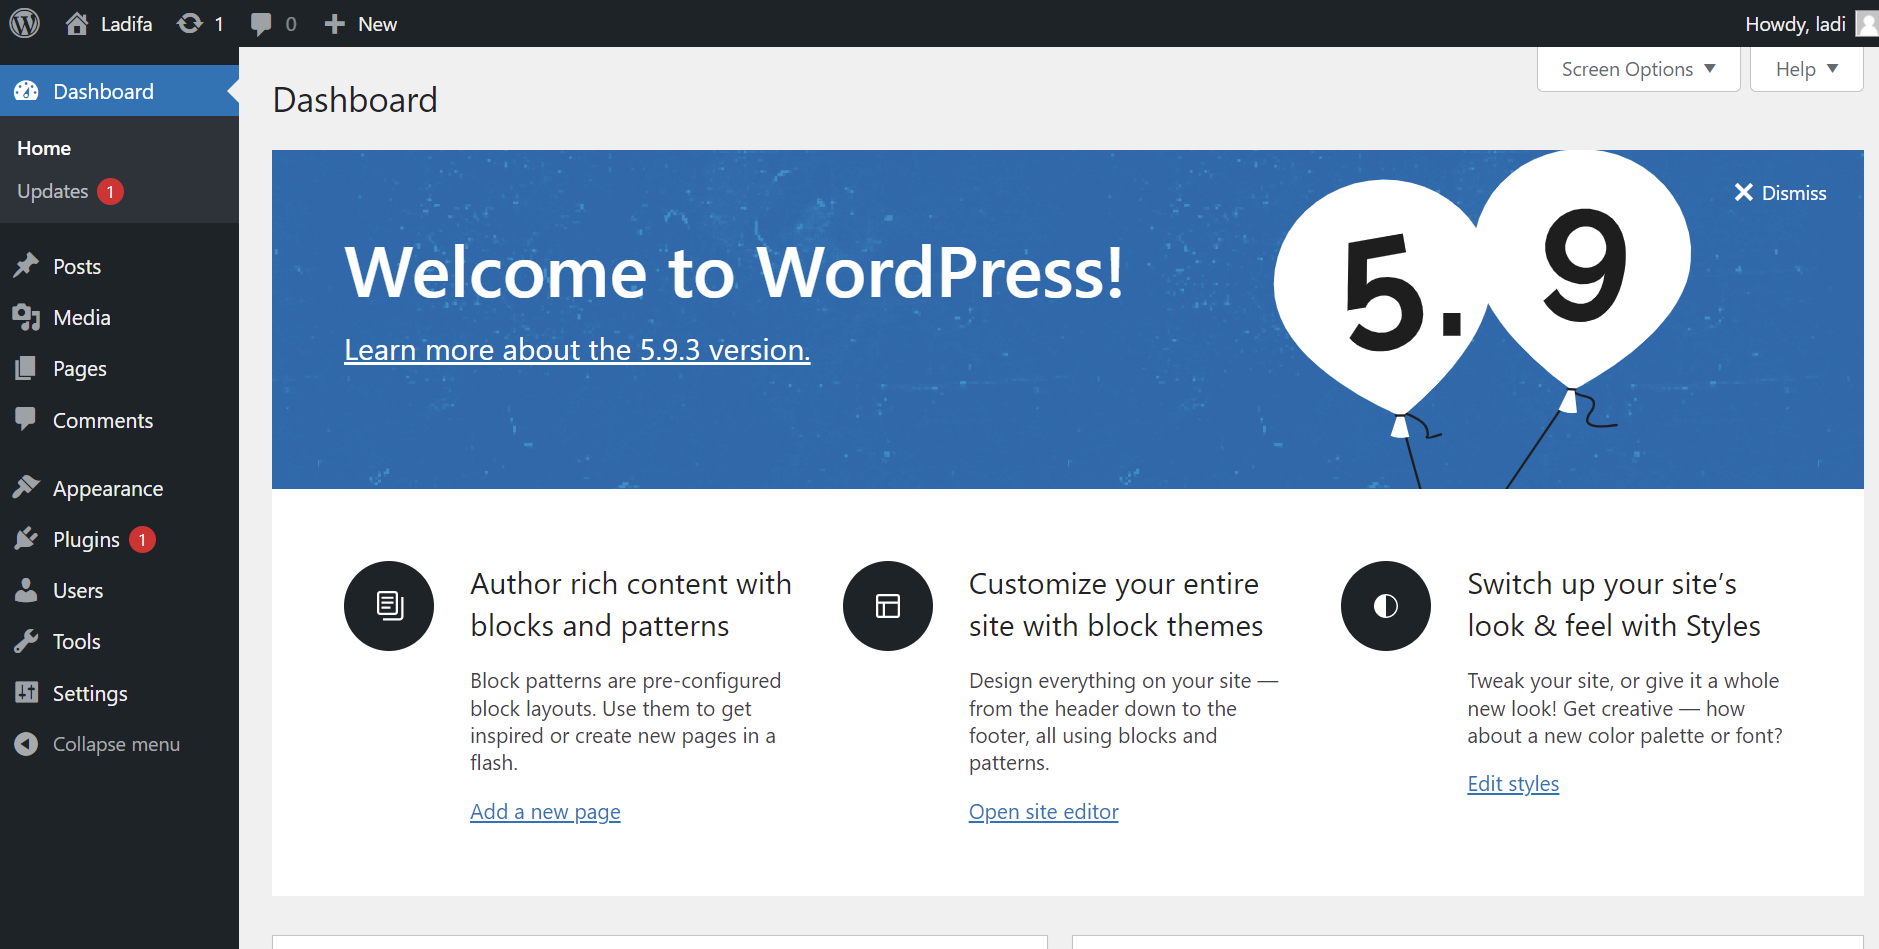 Ladifa 1 0 New
Howdy, ladi
Dashboard
Home
Updates 1
Posts
Media
Pages
Comments
Appearance
Plugins 1
Users
Tools
Settings
Collapse menu
Screen Options
Help
Dashboard
Dismiss
Welcome to WordPress!
Learn more about the 5.9.3 version.
5.9
Author rich content with
blocks and patterns
Block patterns are pre-configured
block layouts. Use them to get
inspired or create new pages in a
flash.
Add a new page
Customize your entire
site with block themes
Design everything on your site —
from the header down to the
footer, all using blocks and
patterns.
Open site editor
Switch up your site’s
look & feel with Styles
Tweak your site, or give it a whole
new look! Get creative — how
about a new color palette or font?
Edit styles